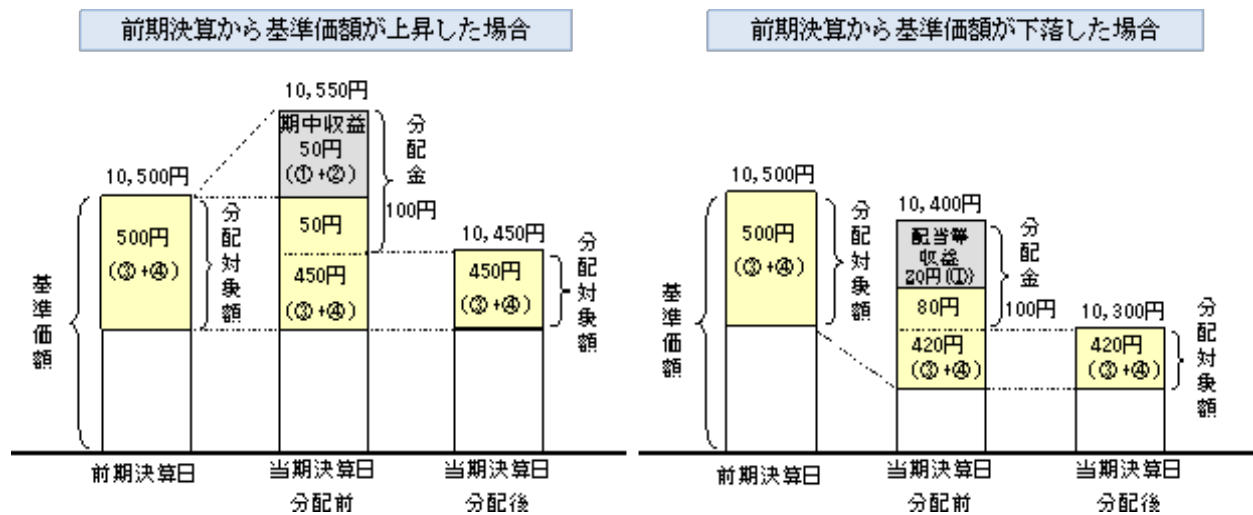 前期決算から基準価額が上昇した場合
10,550円
期中収益
50円
(①+②)
分配金
100円
10,500円
500円
(③+④)
分配対象額
50円
450円
(③+④)
10,450円
450円
(③+④)
分配対象額
基準価額
前期決算日
当期決算日
分配前
当期決算日
分配後
前期決算から基準価額が下落した場合
10,500円
500円
(③+④)
分配対象額
10,400円
配当等
収益
20円(①)
分配金
100円
80円
420円
(③+④)
10,300円
420円
(③+④)
分配対象額
基準価額
前期決算日
当期決算日
分配前
当期決算日
分配後